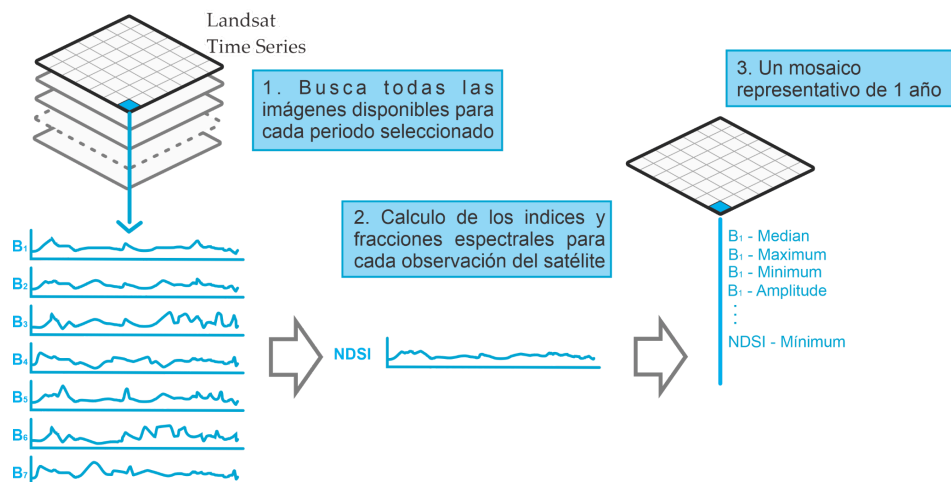 Landsat
Time Series
1. Busca todas las
imágenes disponibles para
cada periodo seleccionado
3. Un mosaico
representativo de 1 año
2. Calculo de los indices y
fracciones espectrales para
cada observación del satélite
B₁
B₂
B₃
B₄
B₅
B₆
B₇
NDSI
B₁ - Median
B₁ - Maximum
B₁ - Minimum
B₁ - Amplitude
⋮
NDSI - Mínimum